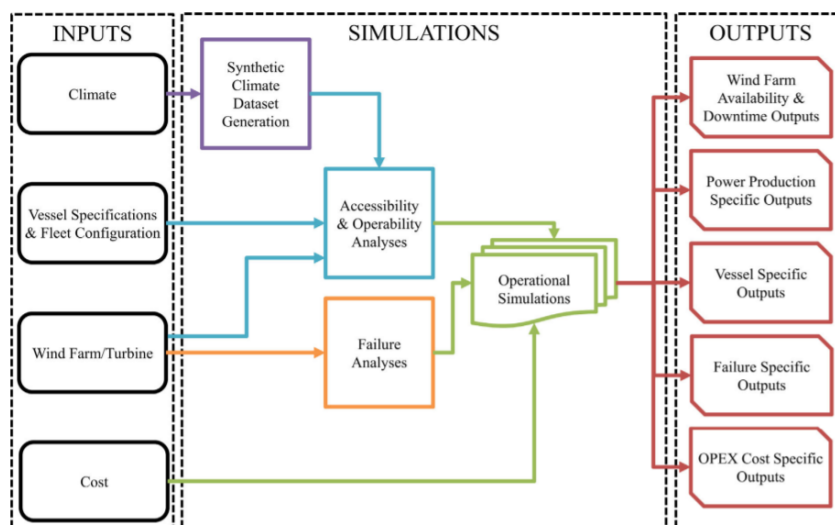 INPUTS
Climate
Vessel Specifications
& Fleet Configuration
Wind Farm/Turbine
Cost
SIMULATIONS
Synthetic
Climate
Dataset
Generation
Accessibility
& Operability
Analyses
Failure
Analyses
Operational
Simulations
OUTPUTS
Wind Farm
Availability &
Downtime Outputs
Power Production
Specific Outputs
Vessel Specific
Outputs
Failure Specific
Outputs
OPEX Cost Specific
Outputs